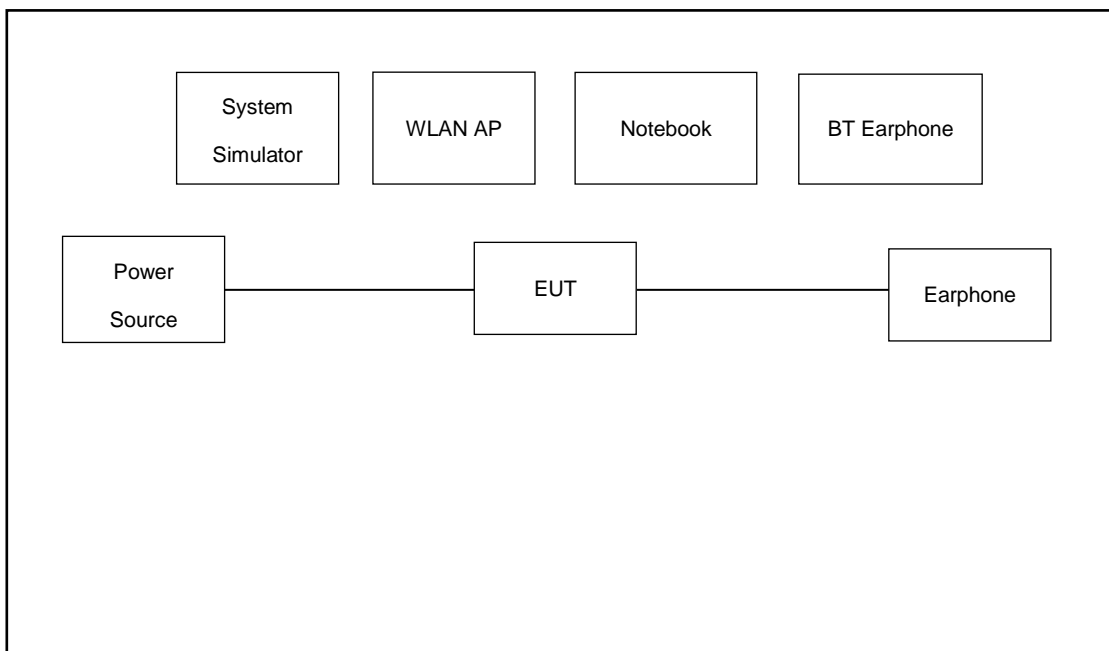 System
Simulator
WLAN AP
Notebook
BT Earphone
Power
Source
EUT
Earphone